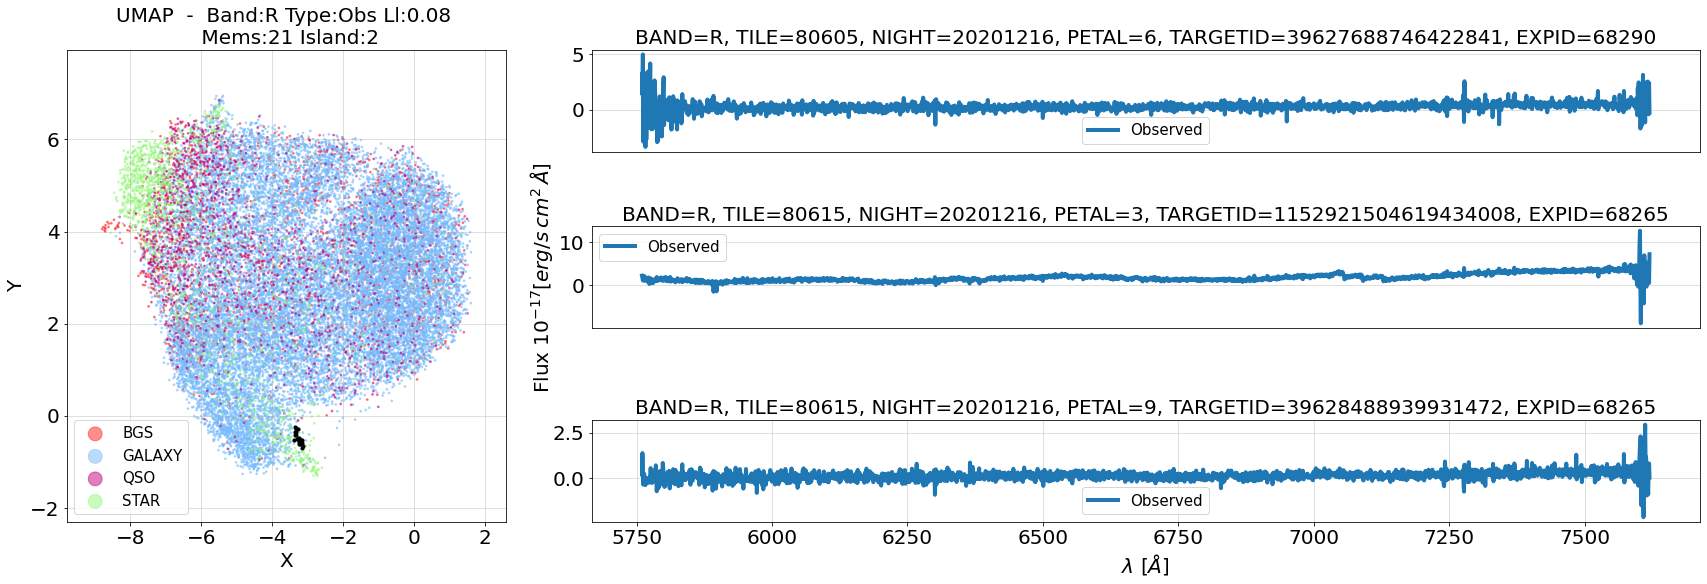 UMAP - Band:R Type:Obs Ll:0.08
Mems:21 Island:2
Y
6
4
2
0
−2
BGS
GALAXY
QSO
STAR
−8 −6 −4 −2 0 2
X
Flux 10⁻¹⁷[erg/s cm² Å]
BAND=R, TILE=80605, NIGHT=20201216, PETAL=6, TARGETID=39627688746422841, EXPID=68290
5
0
Observed
BAND=R, TILE=80615, NIGHT=20201216, PETAL=3, TARGETID=1152921504619434008, EXPID=68265
10
0
Observed
BAND=R, TILE=80615, NIGHT=20201216, PETAL=9, TARGETID=39628488939931472, EXPID=68265
2.5
0.0
Observed
5750 6000 6250 6500 6750 7000 7250 7500
λ [Å]